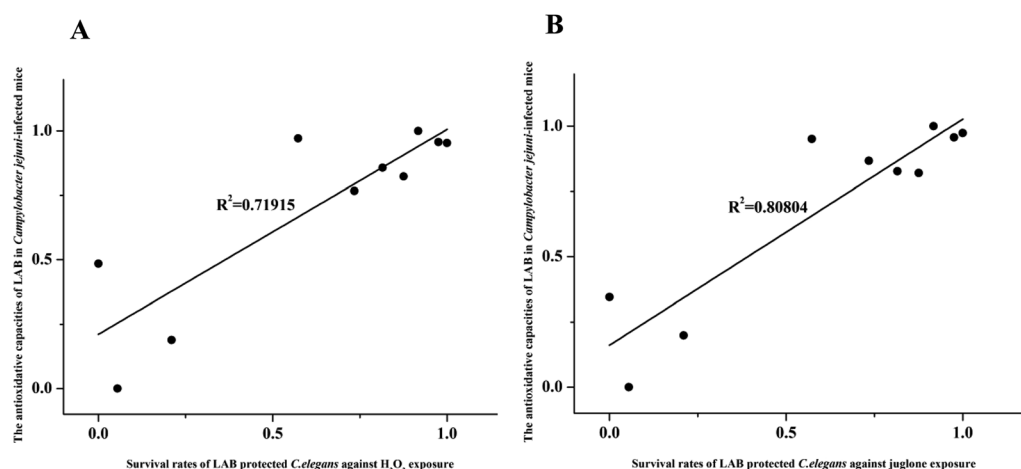 A
The antioxidative capacities of LAB in Campylobacter jejuni-infected mice
1.0
0.5
0.0
R²=0.71915
0.0 0.5 1.0
Survival rates of LAB protected C.elegans against H₂O₂ exposure
B
The antioxidative capacities of LAB in Campylobacter jejuni-infected mice
1.0
0.5
0.0
R²=0.80804
0.0 0.5 1.0
Survival rates of LAB protected C.elegans against juglone exposure